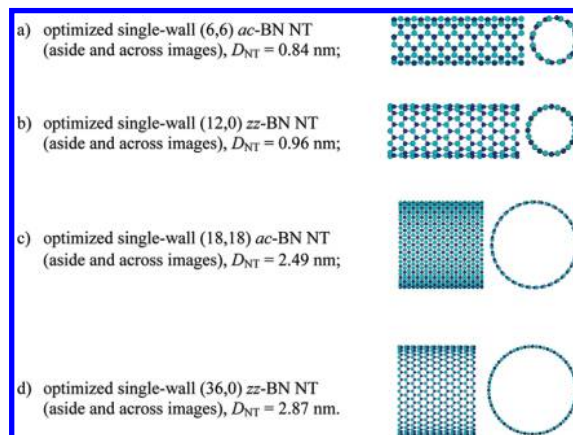 a) optimized single-wall (6,6) ac-BN NT
(aside and across images), DNT = 0.84 nm;
b) optimized single-wall (12,0) zz-BN NT
(aside and across images), DNT = 0.96 nm;
c) optimized single-wall (18,18) ac-BN NT
(aside and across images), DNT = 2.49 nm;
d) optimized single-wall (36,0) zz-BN NT
(aside and across images), DNT = 2.87 nm.